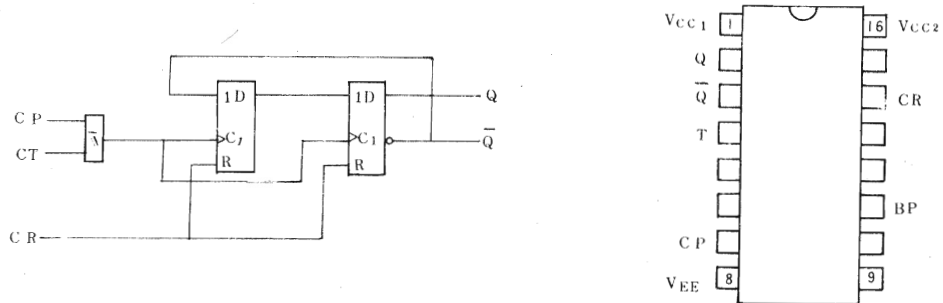 CP
CT
CR
1D
C1
R
1D
C1
R
Q
Q̅
VCC1 1
Q
Q̅
T
CP
VEE 8
16 VCC2
CR
BP
9